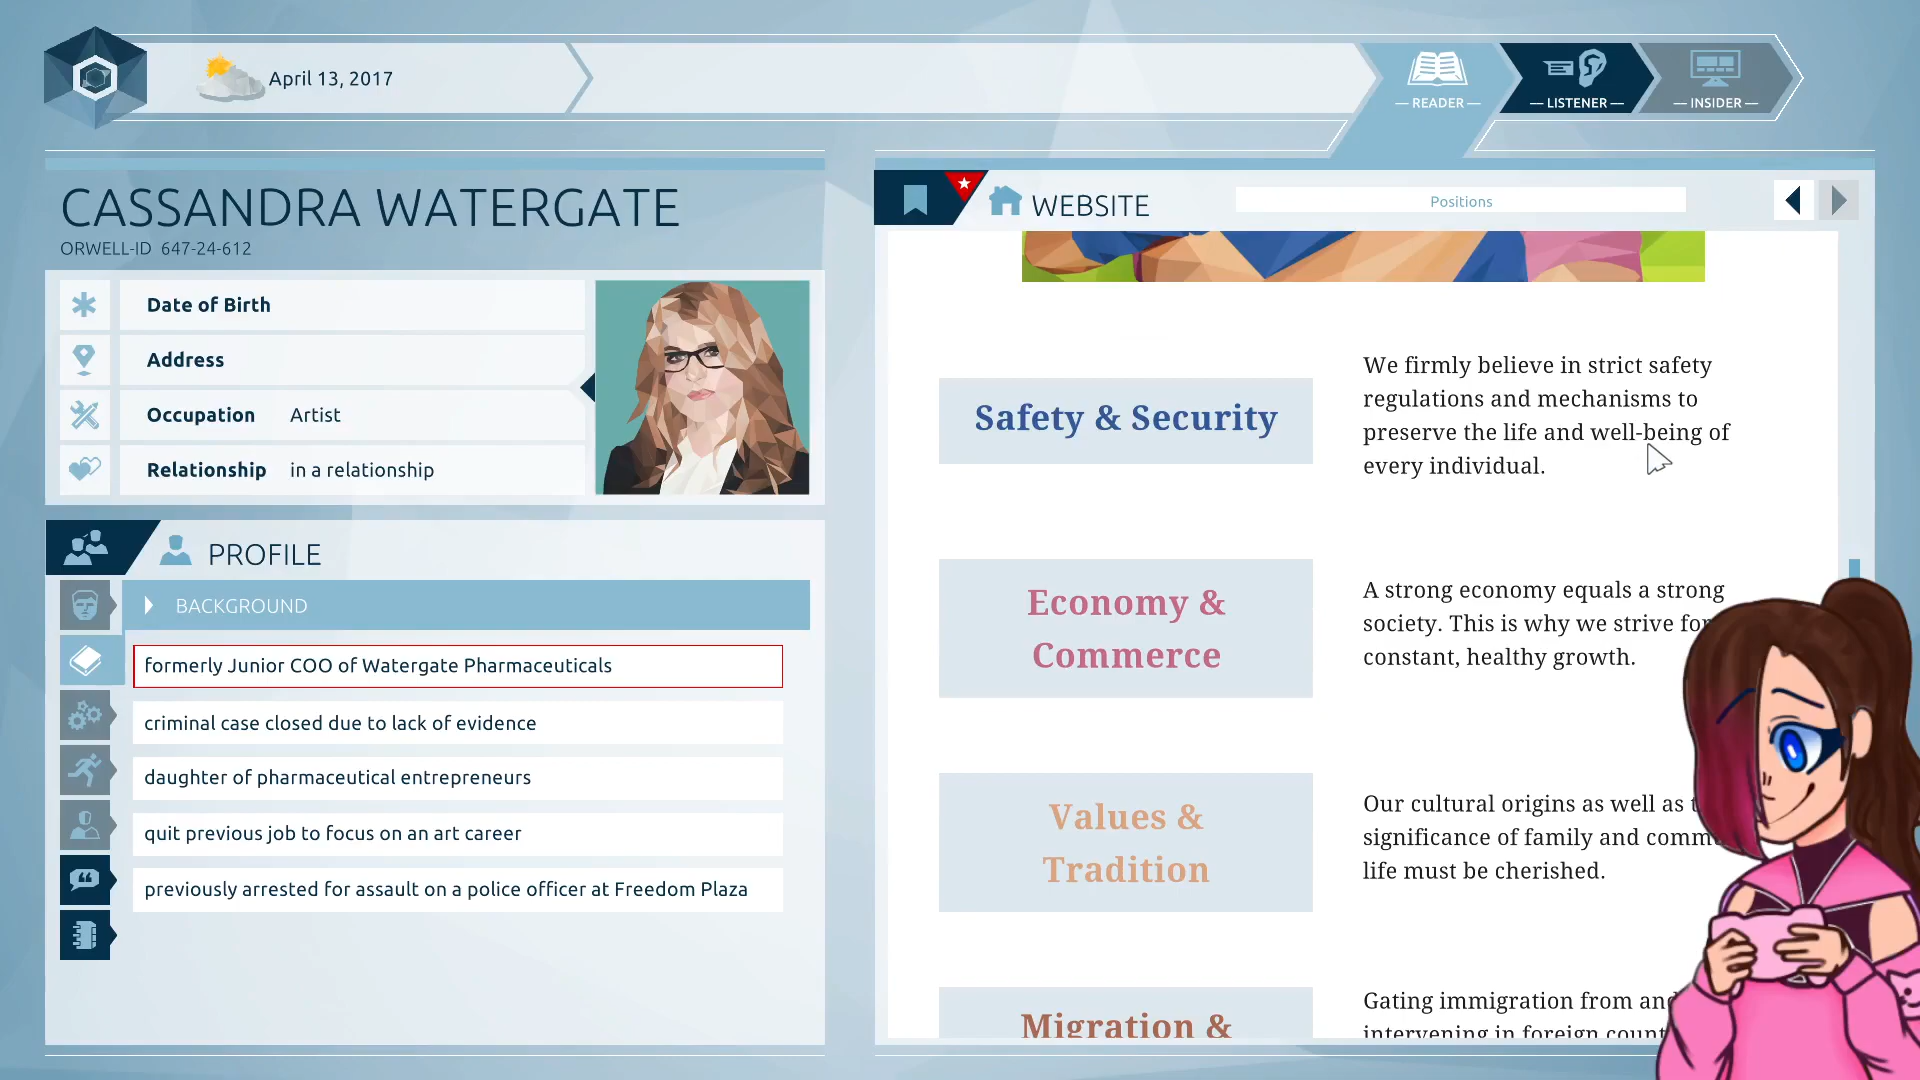 April 13, 2017
READER
LISTENER
INSIDER
CASSANDRA WATERGATE
ORWELL-ID 647-24-612
Date of Birth
Address
Occupation Artist
Relationship in a relationship
PROFILE
BACKGROUND
formerly Junior COO of Watergate Pharmaceuticals
criminal case closed due to lack of evidence
daughter of pharmaceutical entrepreneurs
quit previous job to focus on an art career
previously arrested for assault on a police officer at Freedom Plaza
WEBSITE
Positions
Safety & Security
We firmly believe in strict safety
regulations and mechanisms to
preserve the life and well-being of
every individual.
Economy &
Commerce
A strong economy equals a strong
society. This is why we strive for
constant, healthy growth.
Values &
Tradition
Our cultural origins as well as
significance of family and
life must be cherished.
Migration &
Gating immigration from and
intervening in foreign